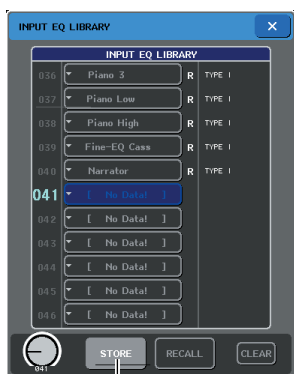 INPUT EQ LIBRARY
×
INPUT EQ LIBRARY
036 Piano 3 R TYPE I
037 Piano Low R TYPE I
038 Piano High R TYPE I
039 Fine-EQ Cass R TYPE I
040 Narrator R TYPE I
041 [ No Data! ]
042 [ No Data! ]
043 [ No Data! ]
044 [ No Data! ]
045 [ No Data! ]
046 [ No Data! ]
041 STORE RECALL CLEAR